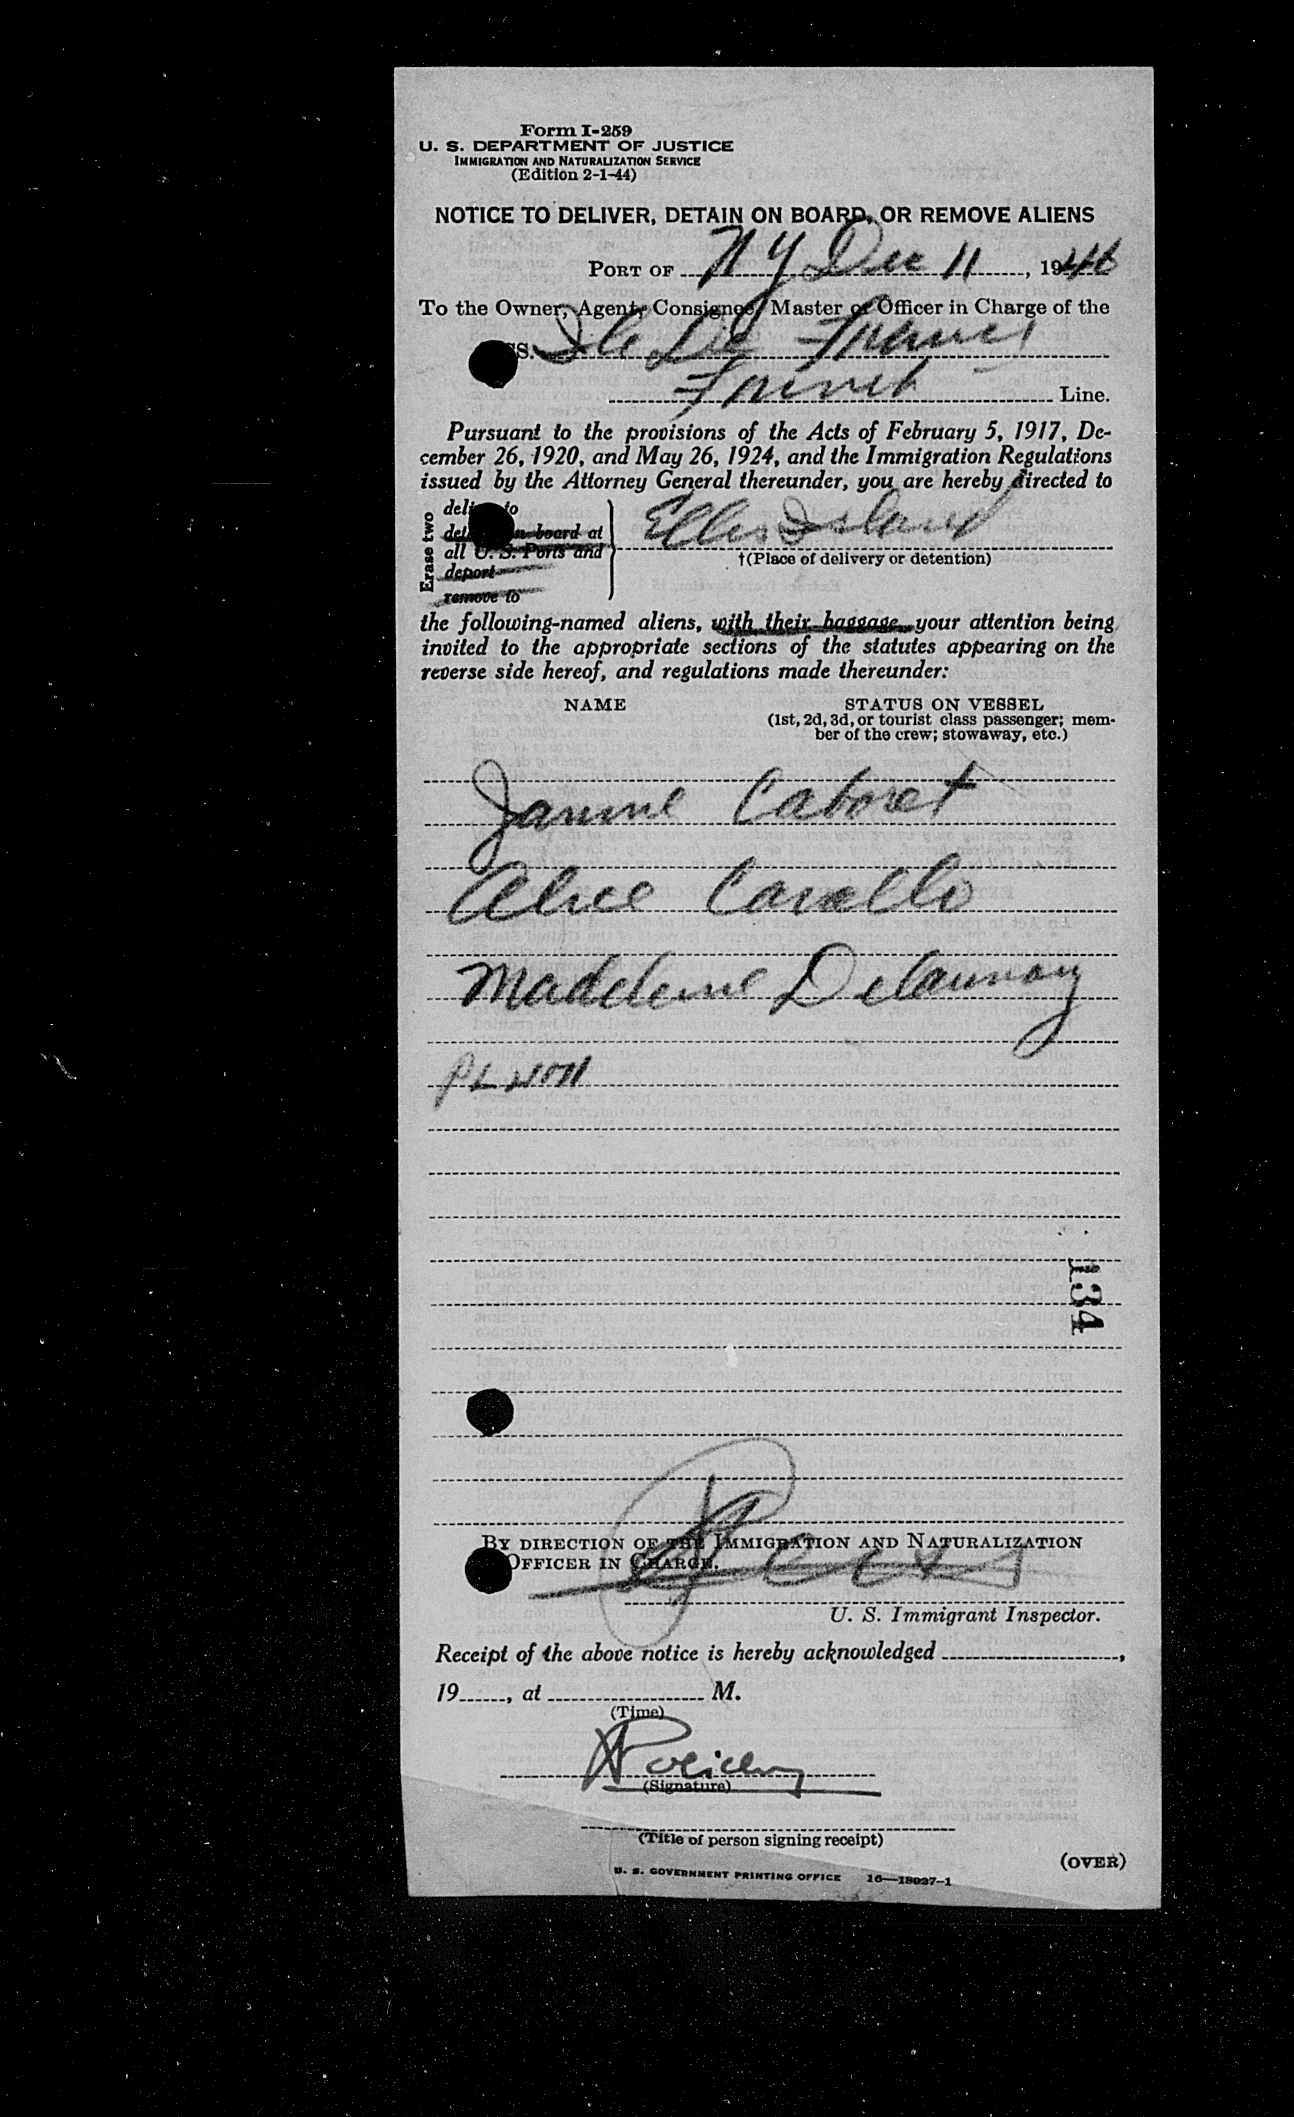 Form I-259
U. S. DEPARTMENT OF JUSTICE
IMMIGRATION AND NATURALIZATION SERVICE
(Edition 2-1-44)
NOTICE TO DELIVER, DETAIN ON BOARD, OR REMOVE ALIENS
PORT OF NY Dec 11, 1946
To the Owner, Agent, Consignee, Master or Officer in Charge of the
SS. Ile De France
French Line.
Pursuant to the provisions of the Acts of February 5, 1917, De-
cember 26, 1920, and May 26, 1924, and the Immigration Regulations
issued by the Attorney General thereunder, you are hereby directed to
Erase two
deliver to
detain on board at
all U. S. Ports and
deport
remove to
Ellis Island
†(Place of delivery or detention)
the following-named aliens, with their baggage, your attention being
invited to the appropriate sections of the statutes appearing on the
reverse side hereof, and regulations made thereunder:
NAME STATUS ON VESSEL
(1st, 2d, 3d, or tourist class passenger; mem-
ber of the crew; stowaway, etc.)
Janine Caboret
Alice Cavallo
Madeleine Delaunay
134
BY DIRECTION OF THE IMMIGRATION AND NATURALIZATION
OFFICER IN CHARGE.
U. S. Immigrant Inspector.
Receipt of the above notice is hereby acknowledged ,
19 , at M.
(Time)
(Signature)
(Title of person signing receipt)
(OVER)
U. S. GOVERNMENT PRINTING OFFICE 16—18027-1